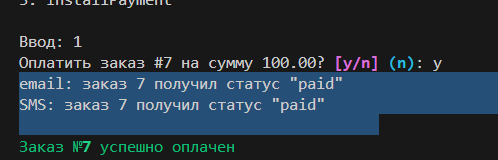 3. InstallPayment
Ввод: 1
Оплатить заказ #7 на сумму 100.00? [y/n] (n): y
email: заказ 7 получил статус "paid"
SMS: заказ 7 получил статус "paid"
Заказ №7 успешно оплачен